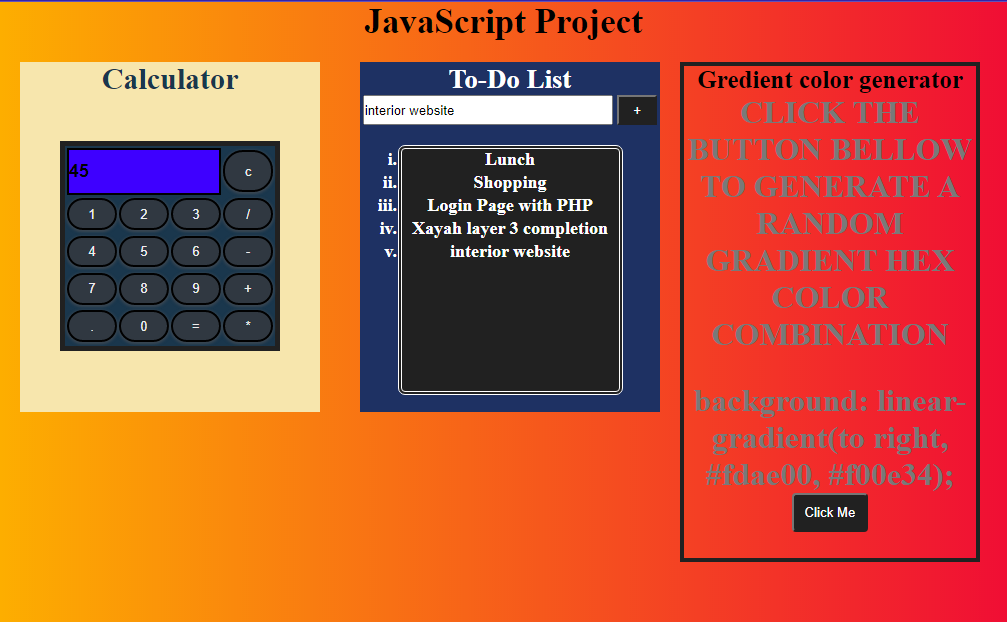 JavaScript Project
Calculator
45
c
1 2 3 /
4 5 6 -
7 8 9 +
. 0 = *
To-Do List
interior website +
i. Lunch
ii. Shopping
iii. Login Page with PHP
iv. Xayah layer 3 completion
v. interior website
Gredient color generator
CLICK THE
BUTTON BELLOW
TO GENERATE A
RANDOM
GRADIENT HEX
COLOR
COMBINATION
background: linear-
gradient(to right,
#fdae00, #f00e34);
Click Me